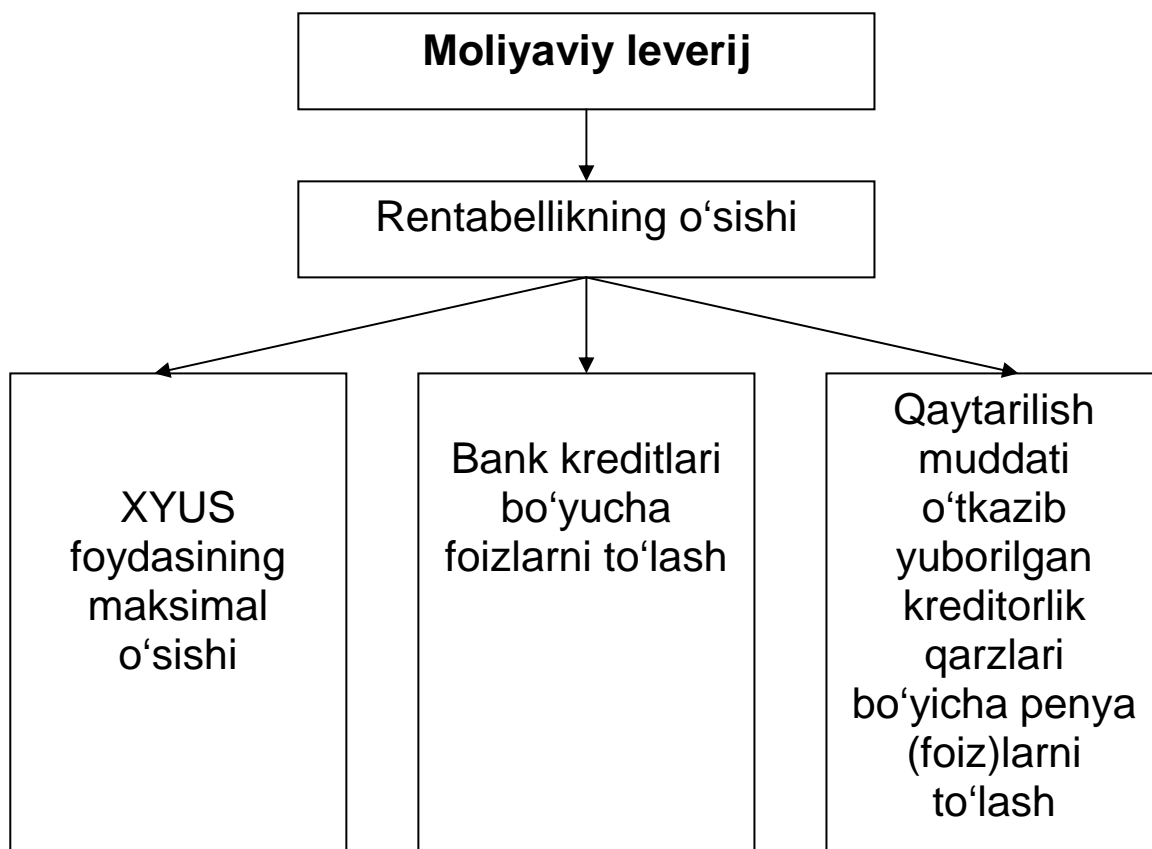 Moliyaviy leverij
Rentabellikning o‘sishi
XYUS
foydasining
maksimal
o‘sishi
Bank kreditlari
bo‘yucha
foizlarni to‘lash
Qaytarilish
muddati
o‘tkazib
yuborilgan
kreditorlik
qarzlari
bo‘yicha penya
(foiz)larni
to‘lash